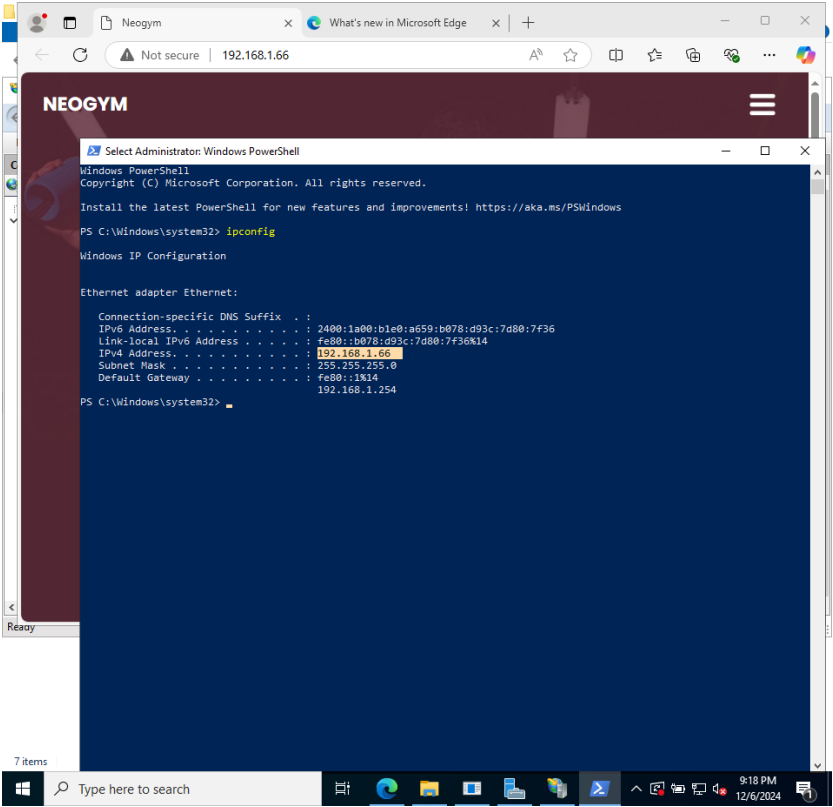 Neogym
What's new in Microsoft Edge
Not secure
192.168.1.66
NEOGYM
Select Administrator: Windows PowerShell
Windows PowerShell
Copyright (C) Microsoft Corporation. All rights reserved.
Install the latest PowerShell for new features and improvements! https://aka.ms/PSWindows
PS C:\Windows\system32> ipconfig
Windows IP Configuration
Ethernet adapter Ethernet:
Connection-specific DNS Suffix . :
IPv6 Address. . . . . . . . . . . : 2400:1a00:b1e0:a659:b078:d93c:7d80:7f36
Link-local IPv6 Address . . . . . : fe80::b078:d93c:7d80:7f36%14
IPv4 Address. . . . . . . . . . . : 192.168.1.66
Subnet Mask . . . . . . . . . . . : 255.255.255.0
Default Gateway . . . . . . . . . : fe80::1%14
192.168.1.254
PS C:\Windows\system32>
Ready
7 items
Type here to search
9:18 PM
12/6/2024
1